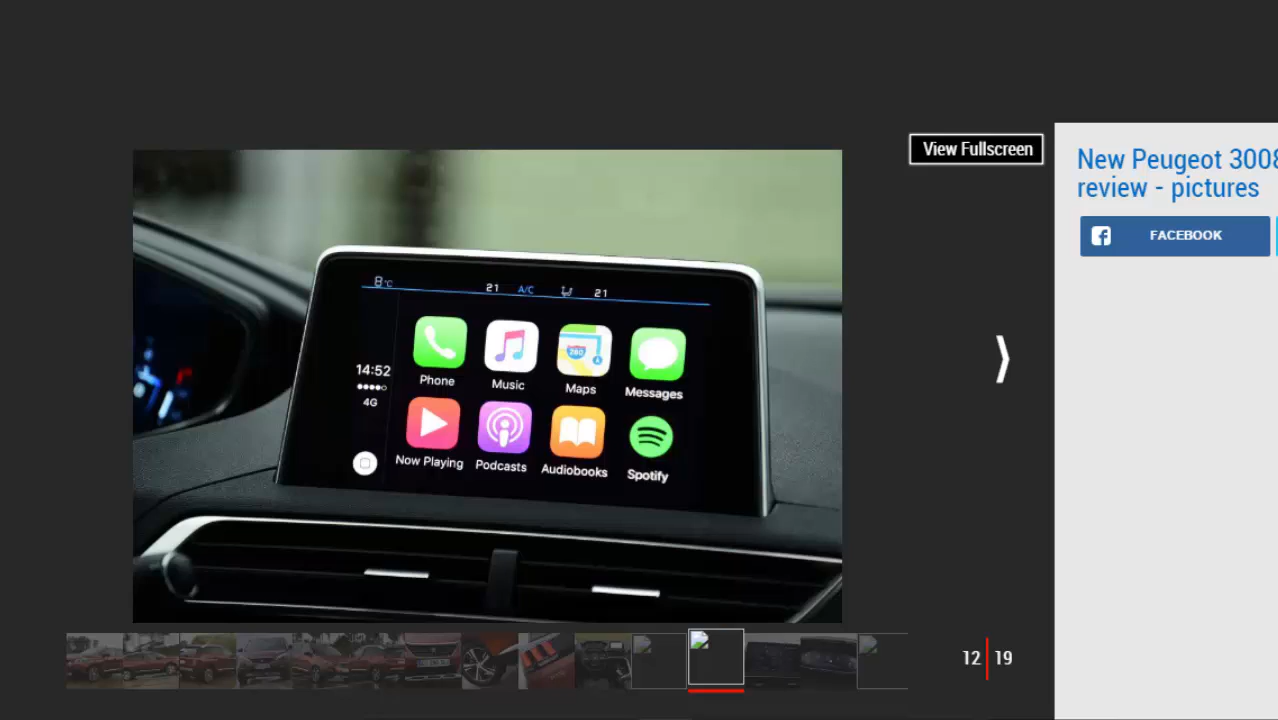 View Fullscreen
New Peugeot 3008
review - pictures
FACEBOOK
8°C
21 A/C 21
14:52
4G
Phone Music Maps Messages
280
Now Playing Podcasts Audiobooks Spotify
12 19